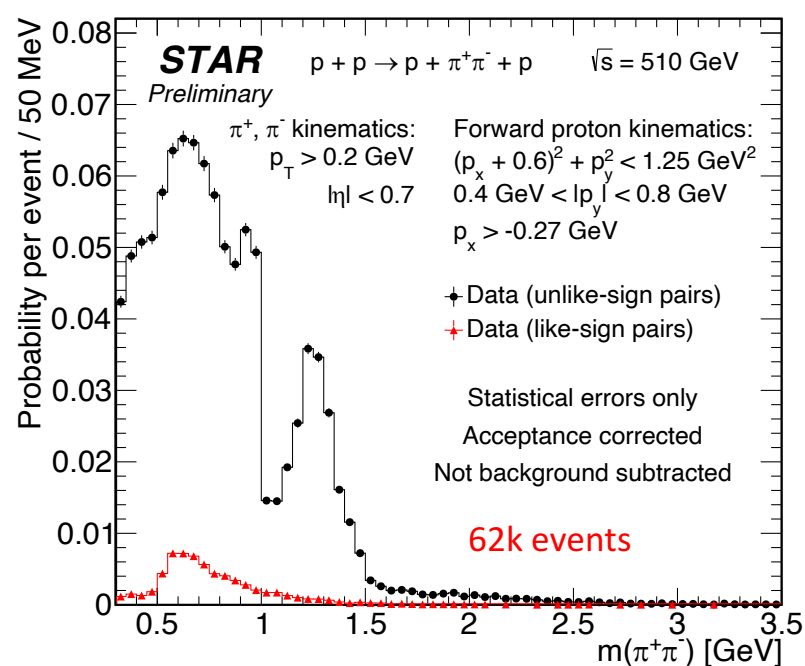 STAR
Preliminary
p + p → p + π⁺π⁻ + p
√s = 510 GeV
π⁺, π⁻ kinematics:
p_T > 0.2 GeV
|η| < 0.7
Forward proton kinematics:
(p_x + 0.6)² + p_y² < 1.25 GeV²
0.4 GeV < |p_y| < 0.8 GeV
p_x > -0.27 GeV
Data (unlike-sign pairs)
Data (like-sign pairs)
Statistical errors only
Acceptance corrected
Not background subtracted
62k events
Probability per event / 50 MeV
0.08
0.07
0.06
0.05
0.04
0.03
0.02
0.01
0
0.5 1 1.5 2 2.5 3 3.5
m(π⁺π⁻) [GeV]